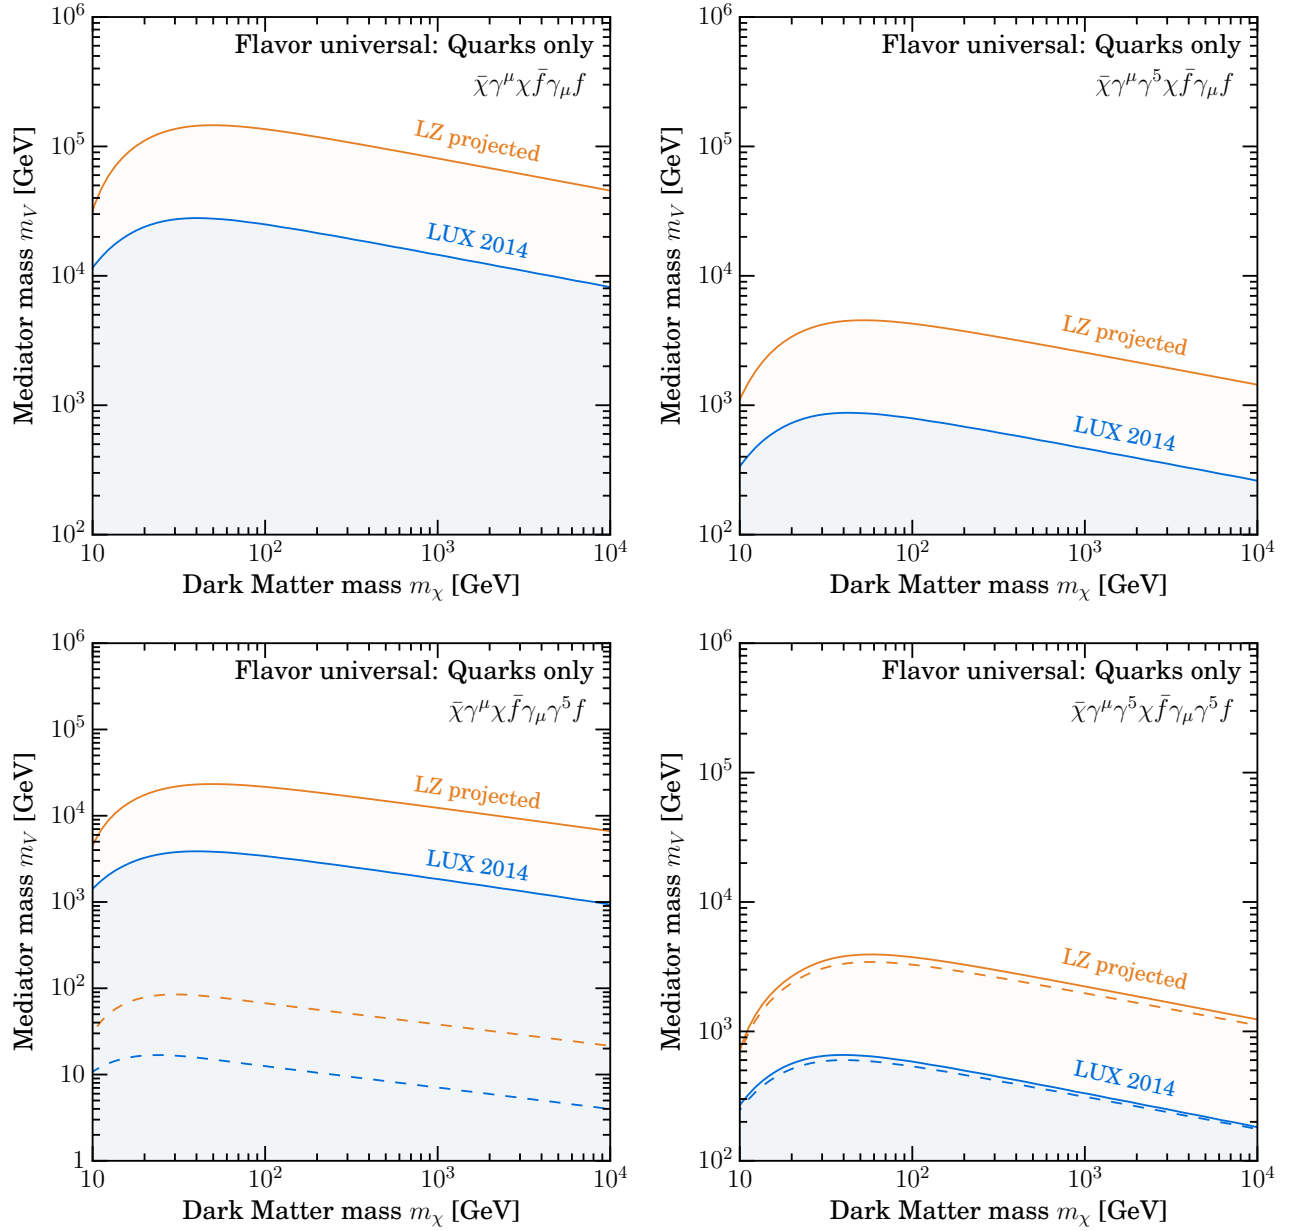 Flavor universal: Quarks only
χ̄γ^μχf̄γ_μf
LZ projected
LUX 2014
Mediator mass m_V [GeV]
10^6
10^5
10^4
10^3
10^2
10
10^2
10^3
10^4
Dark Matter mass m_χ [GeV]
Flavor universal: Quarks only
χ̄γ^μγ^5χf̄γ_μf
LZ projected
LUX 2014
Mediator mass m_V [GeV]
10^6
10^5
10^4
10^3
10^2
10
10^2
10^3
10^4
Dark Matter mass m_χ [GeV]
Flavor universal: Quarks only
χ̄γ^μχf̄γ_μγ^5f
LZ projected
LUX 2014
Mediator mass m_V [GeV]
10^6
10^5
10^4
10^3
10^2
10
1
10
10^2
10^3
10^4
Dark Matter mass m_χ [GeV]
Flavor universal: Quarks only
χ̄γ^μγ^5χf̄γ_μγ^5f
LZ projected
LUX 2014
Mediator mass m_V [GeV]
10^6
10^5
10^4
10^3
10^2
10
10^2
10^3
10^4
Dark Matter mass m_χ [GeV]